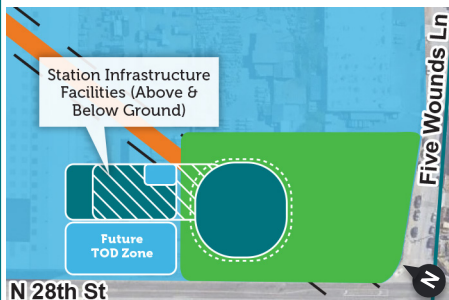 Station Infrastructure
Facilities (Above &
Below Ground)
Five Wounds Ln
Future
TOD Zone
N 28th St
N